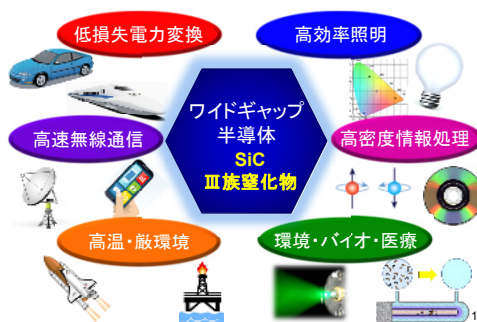 低損失電力変換
高効率照明
ワイドギャップ
半導体
SiC
Ⅲ族窒化物
高速無線通信
高密度情報処理
高温・厳環境
環境・バイオ・医療
1